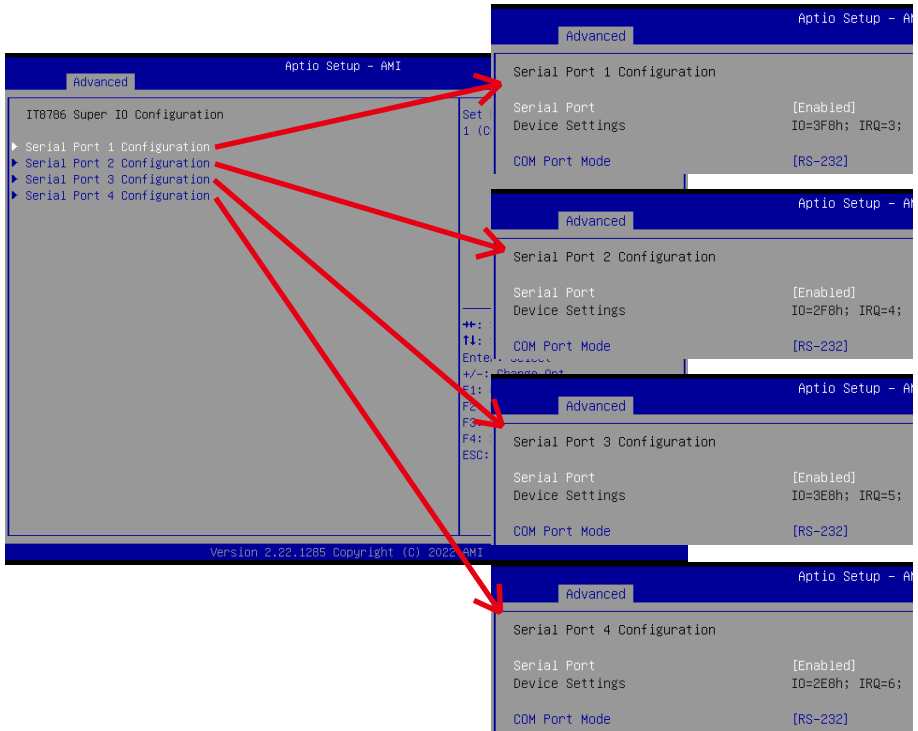 Aptio Setup – AMI
Advanced
IT8786 Super IO Configuration
Serial Port 1 Configuration
Serial Port 2 Configuration
Serial Port 3 Configuration
Serial Port 4 Configuration
Set
1 (C
↑↓:
Enter: Select
+/-: Change Opt
F1:
F2
F3:
F4:
ESC:
Version 2.22.1285 Copyright (C) 2022 AMI
Aptio Setup –
Advanced
Serial Port 1 Configuration
Serial Port [Enabled]
Device Settings IO=3F8h; IRQ=3;
COM Port Mode [RS-232]
Aptio Setup –
Advanced
Serial Port 2 Configuration
Serial Port [Enabled]
Device Settings IO=2F8h; IRQ=4;
COM Port Mode [RS-232]
Aptio Setup –
Advanced
Serial Port 3 Configuration
Serial Port [Enabled]
Device Settings IO=3E8h; IRQ=5;
COM Port Mode [RS-232]
Aptio Setup –
Advanced
Serial Port 4 Configuration
Serial Port [Enabled]
Device Settings IO=2E8h; IRQ=6;
COM Port Mode [RS-232]